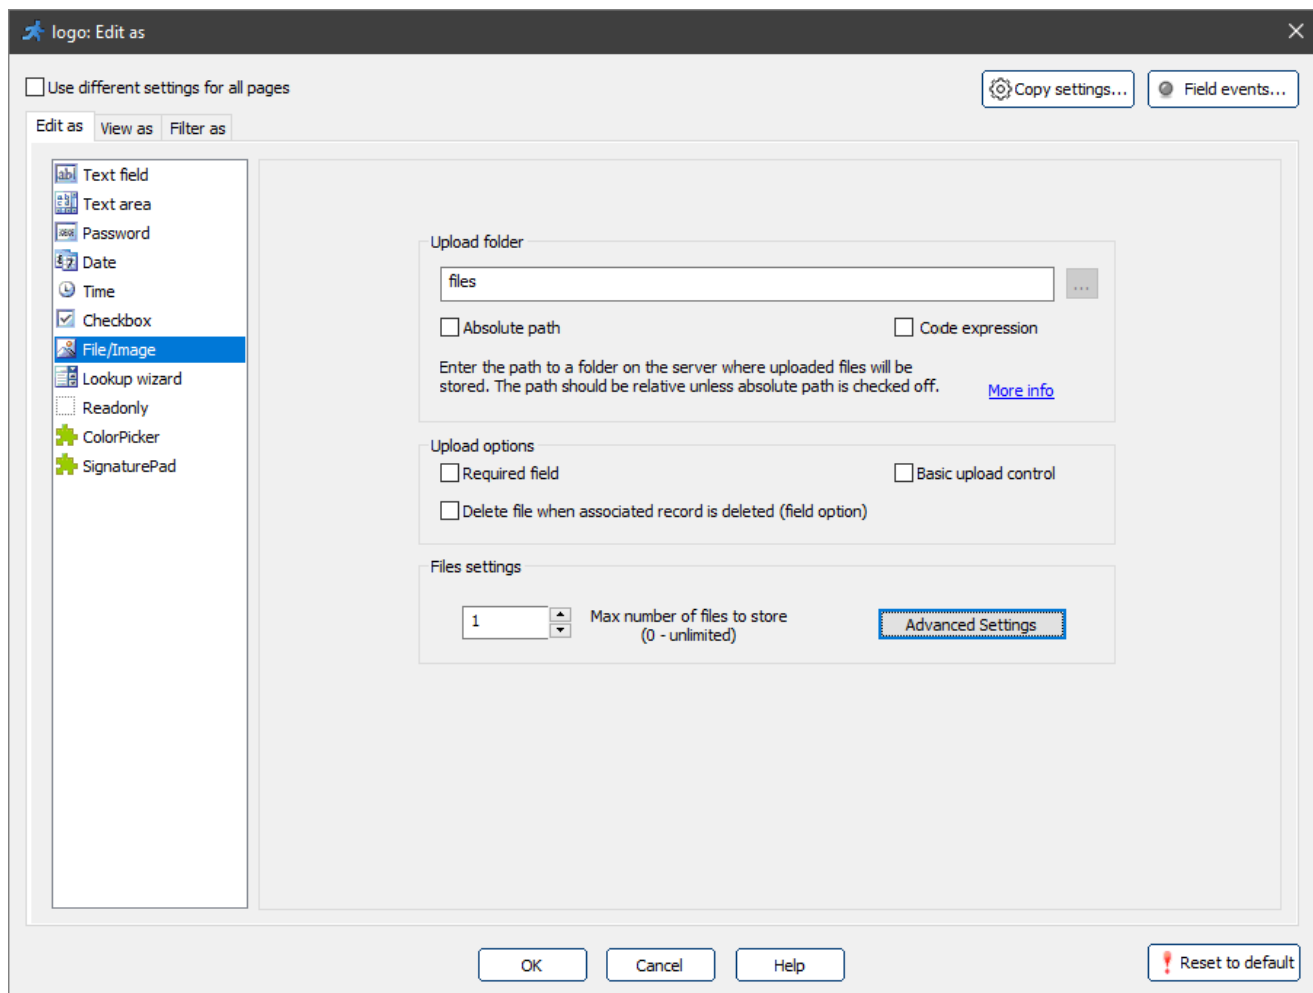 logo: Edit as
Use different settings for all pages
Copy settings...
Field events...
Edit as
View as
Filter as
Text field
Text area
Password
Date
Time
Checkbox
File/Image
Lookup wizard
Readonly
ColorPicker
SignaturePad
Upload folder
files
...
Absolute path
Code expression
Enter the path to a folder on the server where uploaded files will be
stored. The path should be relative unless absolute path is checked off.
More info
Upload options
Required field
Basic upload control
Delete file when associated record is deleted (field option)
Files settings
1
Max number of files to store
(0 - unlimited)
Advanced Settings
OK
Cancel
Help
Reset to default